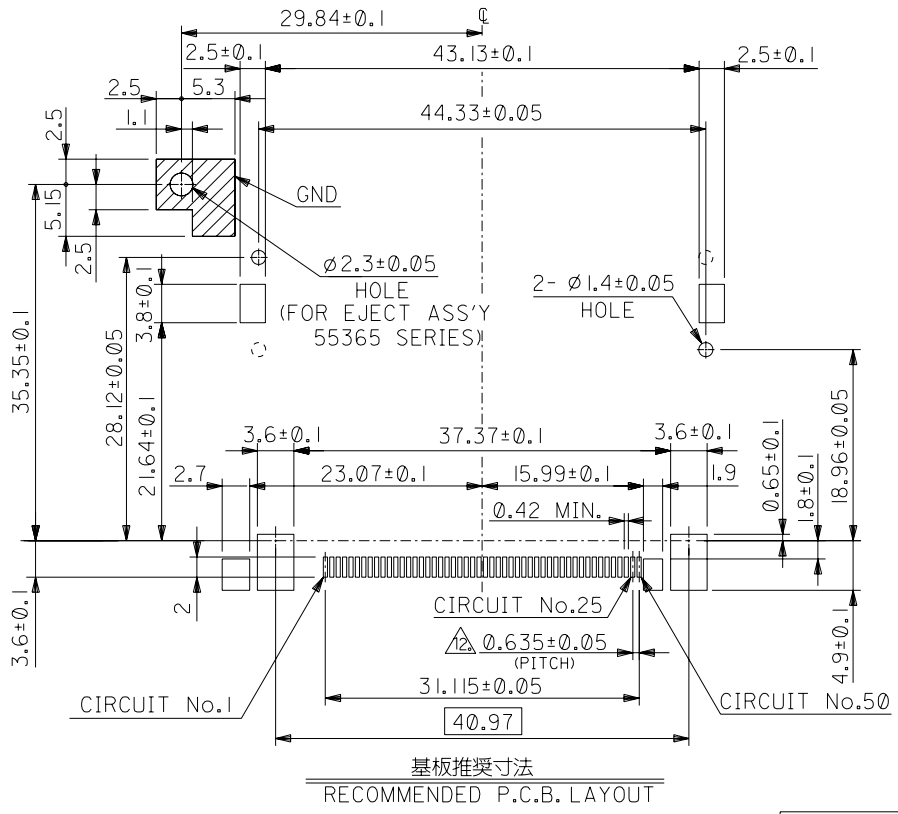 29.84±0.1
℄
2.5±0.1
43.13±0.1
2.5±0.1
2.5
5.3
44.33±0.05
1.1
2.5
5.15
2.5
GND
ø2.3±0.05
HOLE
(FOR EJECT ASS'Y
55365 SERIES)
2- ø1.4±0.05
HOLE
3.8±0.1
35.35±0.1
28.12±0.05
21.64±0.1
18.96±0.05
3.6±0.1
37.37±0.1
3.6±0.1
0.65±0.1
1.8±0.1
2.7
23.07±0.1
15.99±0.1
1.9
0.42 MIN.
3.6±0.1
2
CIRCUIT No.25
12. 0.635±0.05
(PITCH)
4.9±0.1
31.115±0.05
CIRCUIT No.1
CIRCUIT No.50
40.97
基板推奨寸法
RECOMMENDED P.C.B. LAYOUT